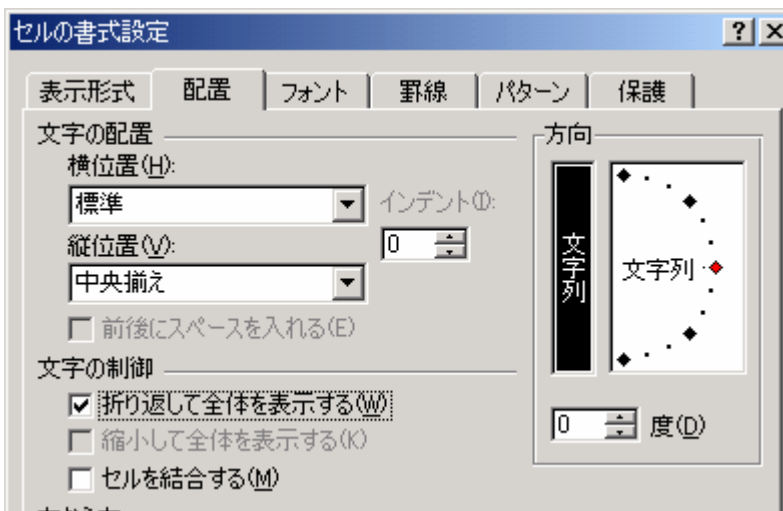 セルの書式設定
表示形式 配置 フォント 罫線 パターン 保護
文字の配置
横位置(H):
標準
インデント(I):
縦位置(V):
0
中央揃え
前後にスペースを入れる(E)
文字の制御
折り返して全体を表示する(W)
縮小して全体を表示する(K)
セルを結合する(M)
方向
文字列
文字列
0 度(D)